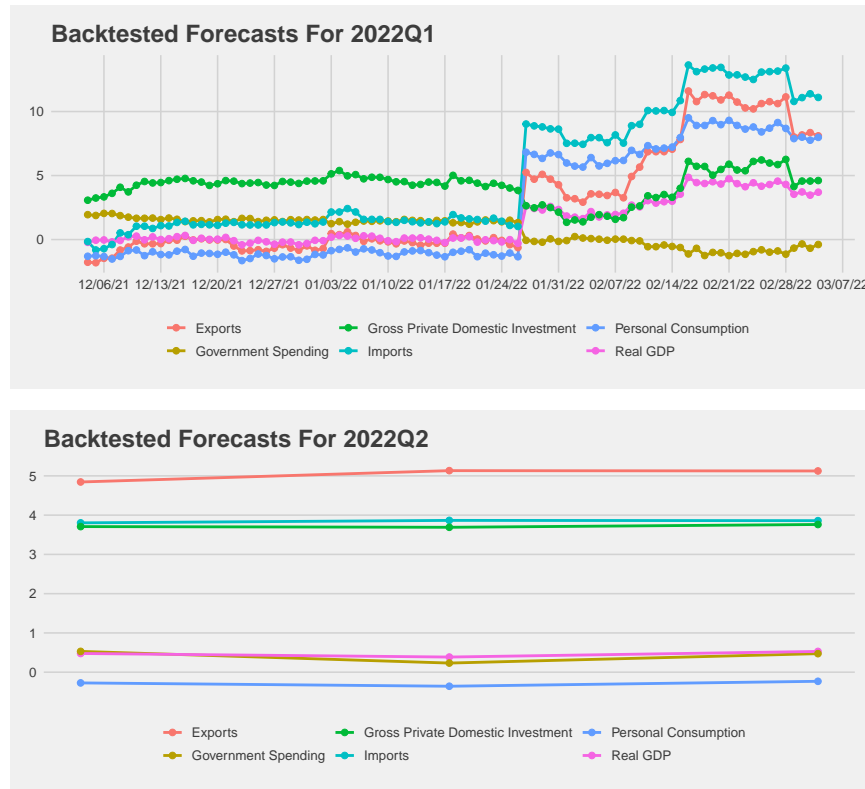 Backtested Forecasts For 2022Q1
10
5
0
12/06/21 12/13/21 12/20/21 12/27/21 01/03/22 01/10/22 01/17/22 01/24/22 01/31/22 02/07/22 02/14/22 02/21/22 02/28/22 03/07/22
Exports Gross Private Domestic Investment Personal Consumption
Government Spending Imports Real GDP
Backtested Forecasts For 2022Q2
5
4
3
2
1
0
Exports Gross Private Domestic Investment Personal Consumption
Government Spending Imports Real GDP